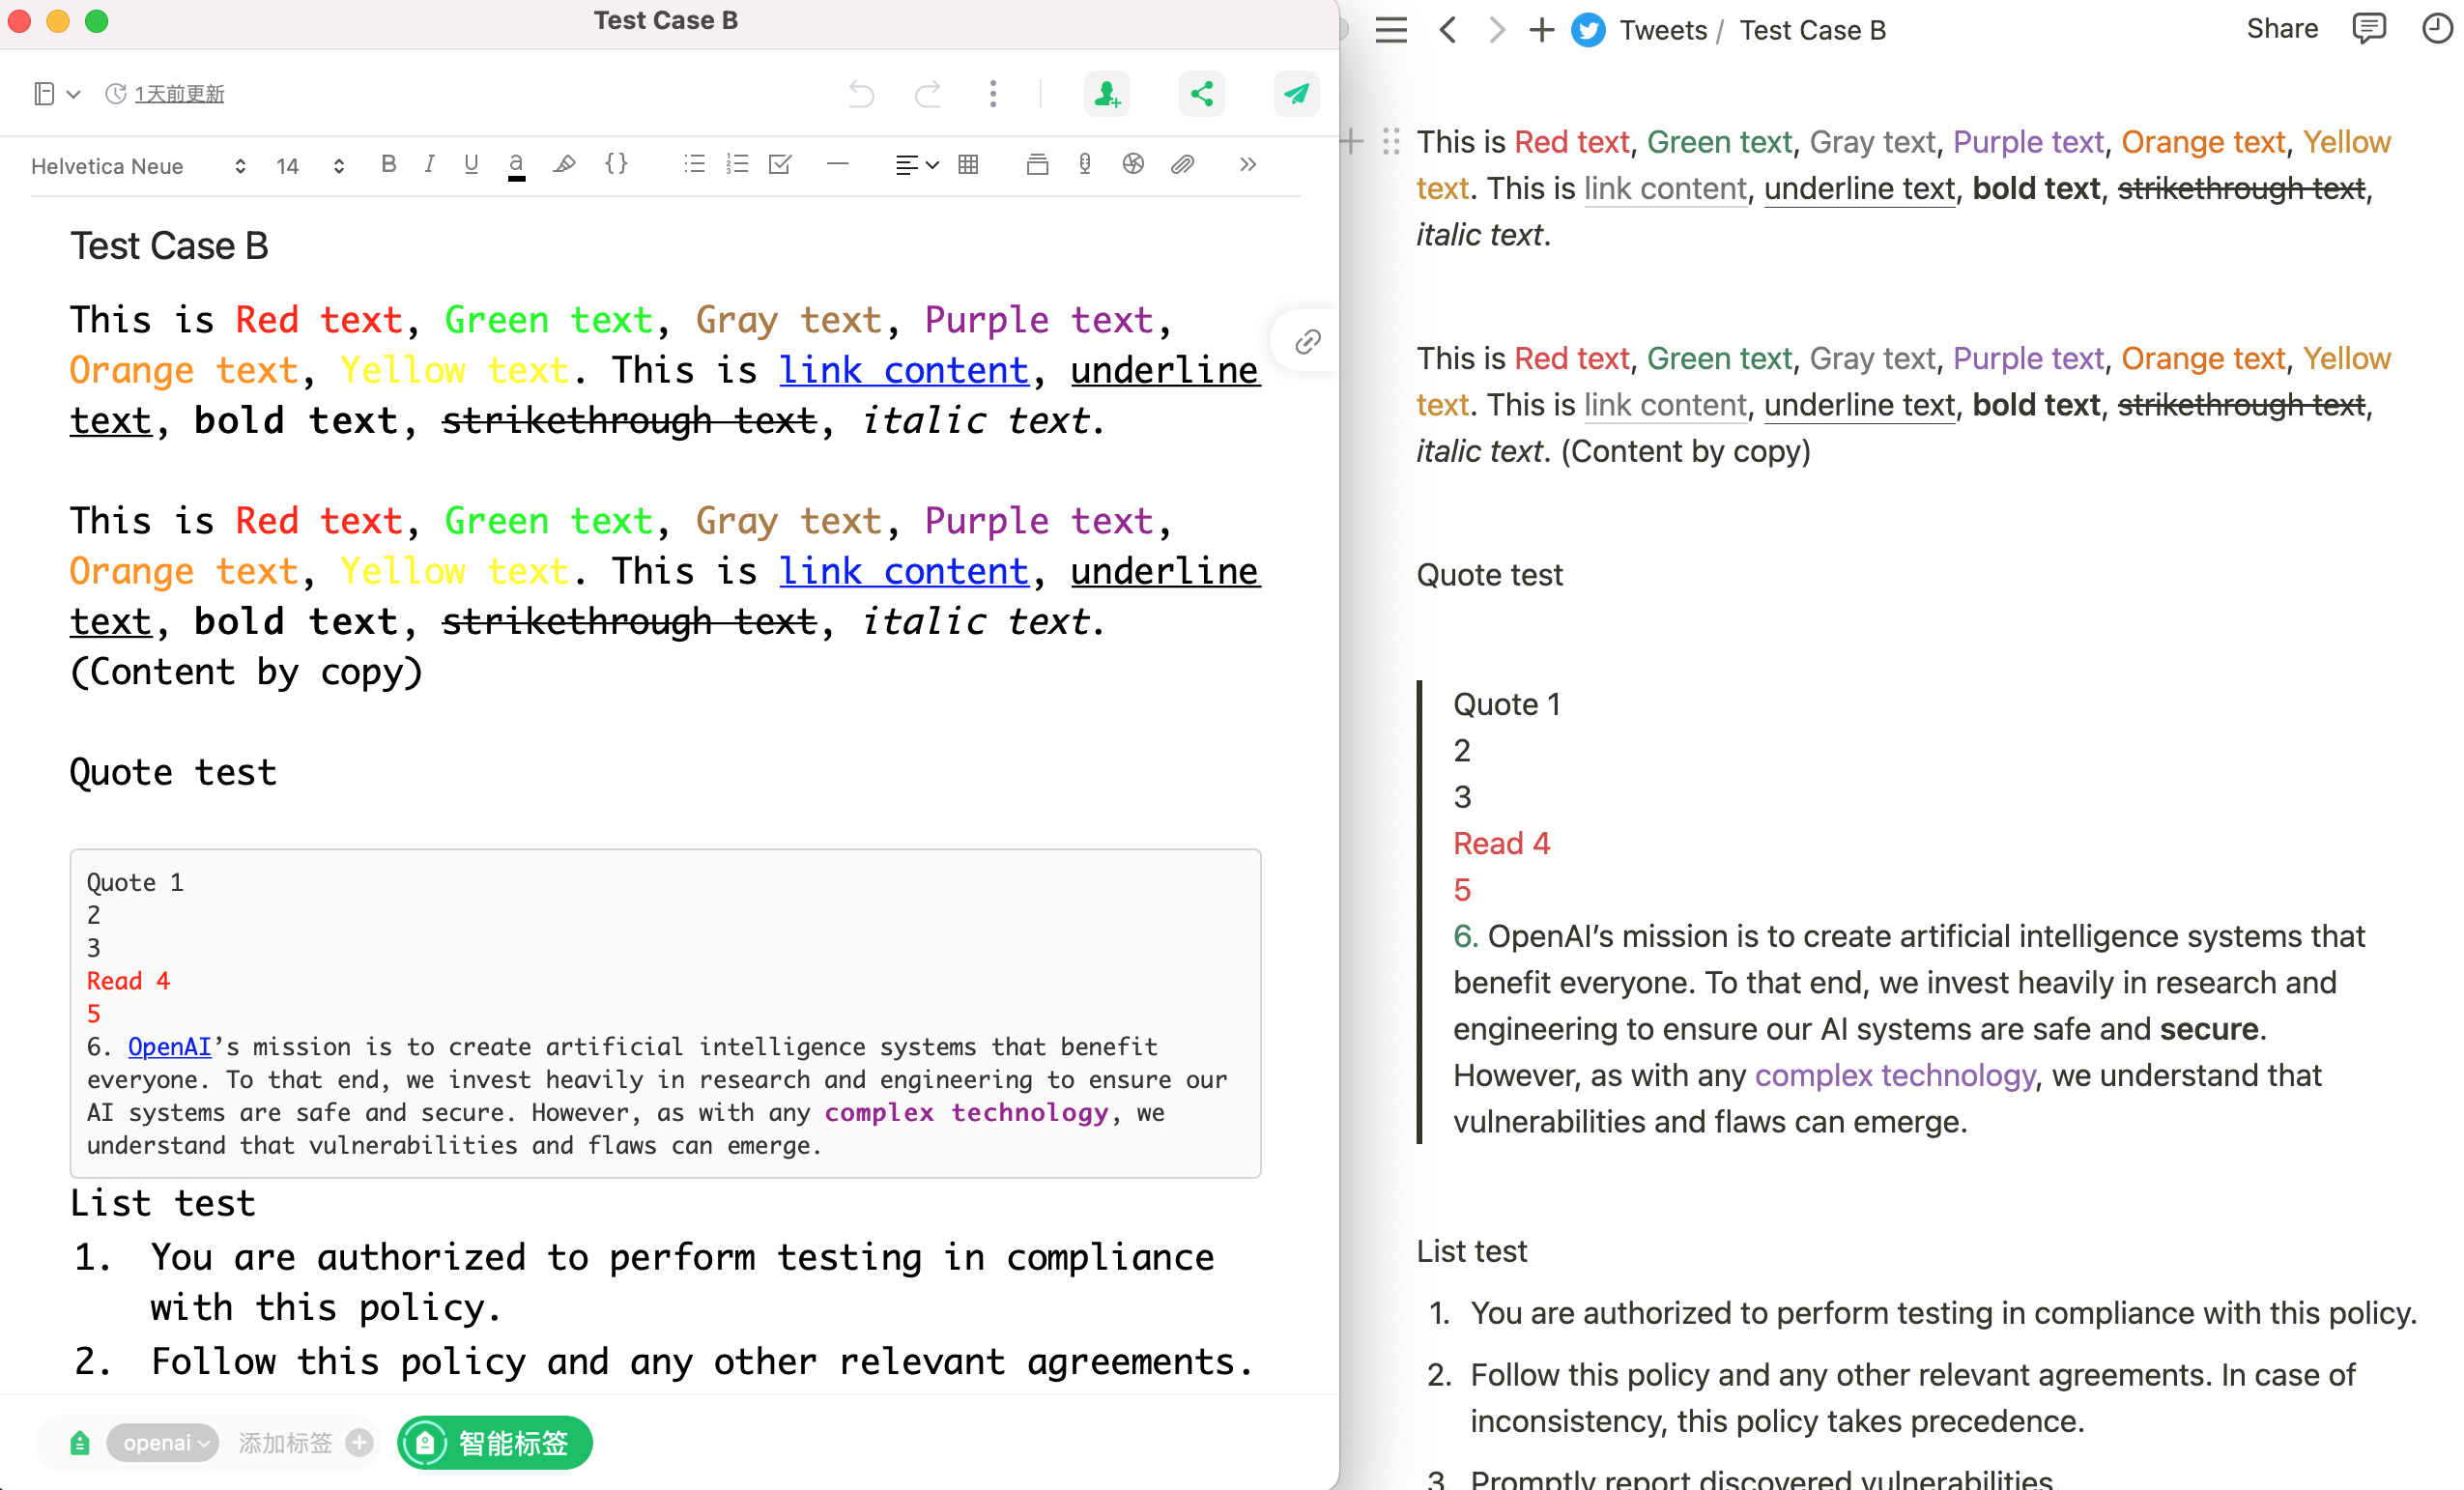 Test Case B
1天前更新
Helvetica Neue 14 B I U a {}
Test Case B
This is Red text, Green text, Gray text, Purple text,
Orange text, Yellow text. This is link content, underline
text, bold text, strikethrough text, italic text.
This is Red text, Green text, Gray text, Purple text,
Orange text, Yellow text. This is link content, underline
text, bold text, strikethrough text, italic text.
(Content by copy)
Quote test
Quote 1
2
3
Read 4
5
6. OpenAI’s mission is to create artificial intelligence systems that benefit
everyone. To that end, we invest heavily in research and engineering to ensure our
AI systems are safe and secure. However, as with any complex technology, we
understand that vulnerabilities and flaws can emerge.
List test
1. You are authorized to perform testing in compliance
with this policy.
2. Follow this policy and any other relevant agreements.
openai 添加标签 智能标签
Tweets / Test Case B Share
This is Red text, Green text, Gray text, Purple text, Orange text, Yellow
text. This is link content, underline text, bold text, strikethrough text,
italic text.
This is Red text, Green text, Gray text, Purple text, Orange text, Yellow
text. This is link content, underline text, bold text, strikethrough text,
italic text. (Content by copy)
Quote test
Quote 1
2
3
Read 4
5
6. OpenAI’s mission is to create artificial intelligence systems that
benefit everyone. To that end, we invest heavily in research and
engineering to ensure our AI systems are safe and secure.
However, as with any complex technology, we understand that
vulnerabilities and flaws can emerge.
List test
1. You are authorized to perform testing in compliance with this policy.
2. Follow this policy and any other relevant agreements. In case of
inconsistency, this policy takes precedence.
3. Promptly report discovered vulnerabilities.